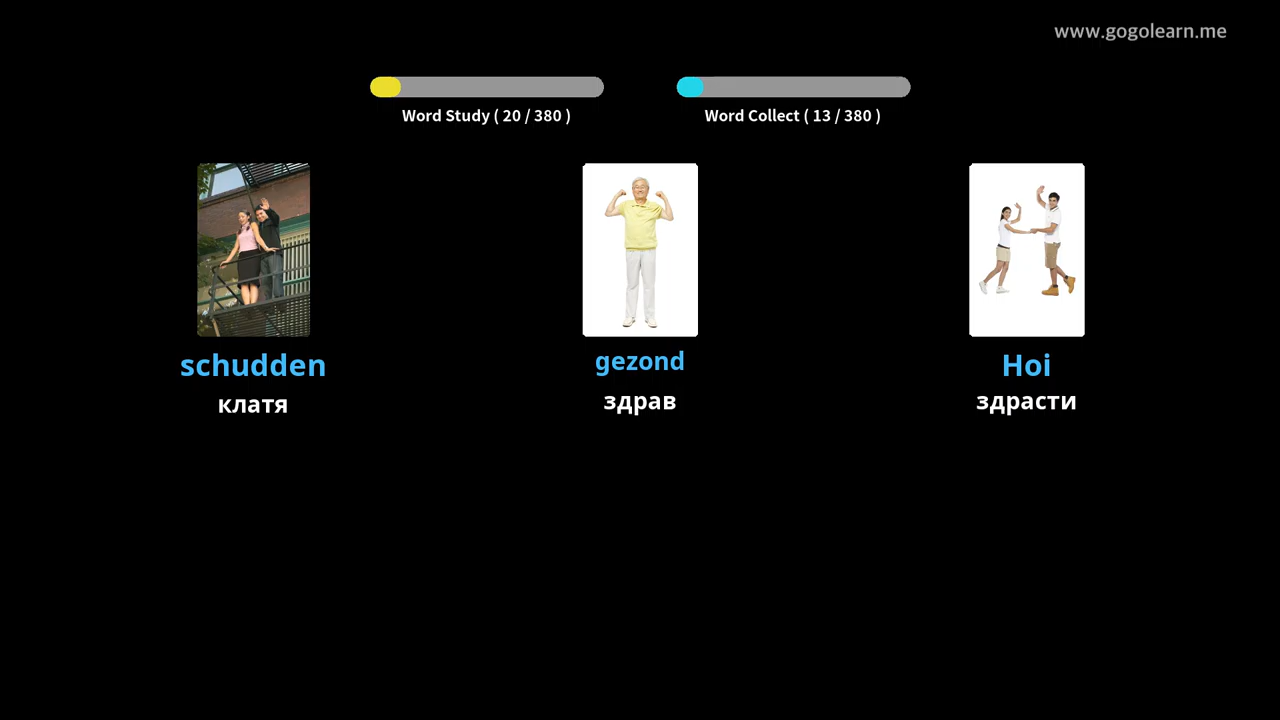 www.gogolearn.me
Word Study ( 20 / 380 )
Word Collect ( 13 / 380 )
schudden
клатя
gezond
здрав
Hoi
здрасти